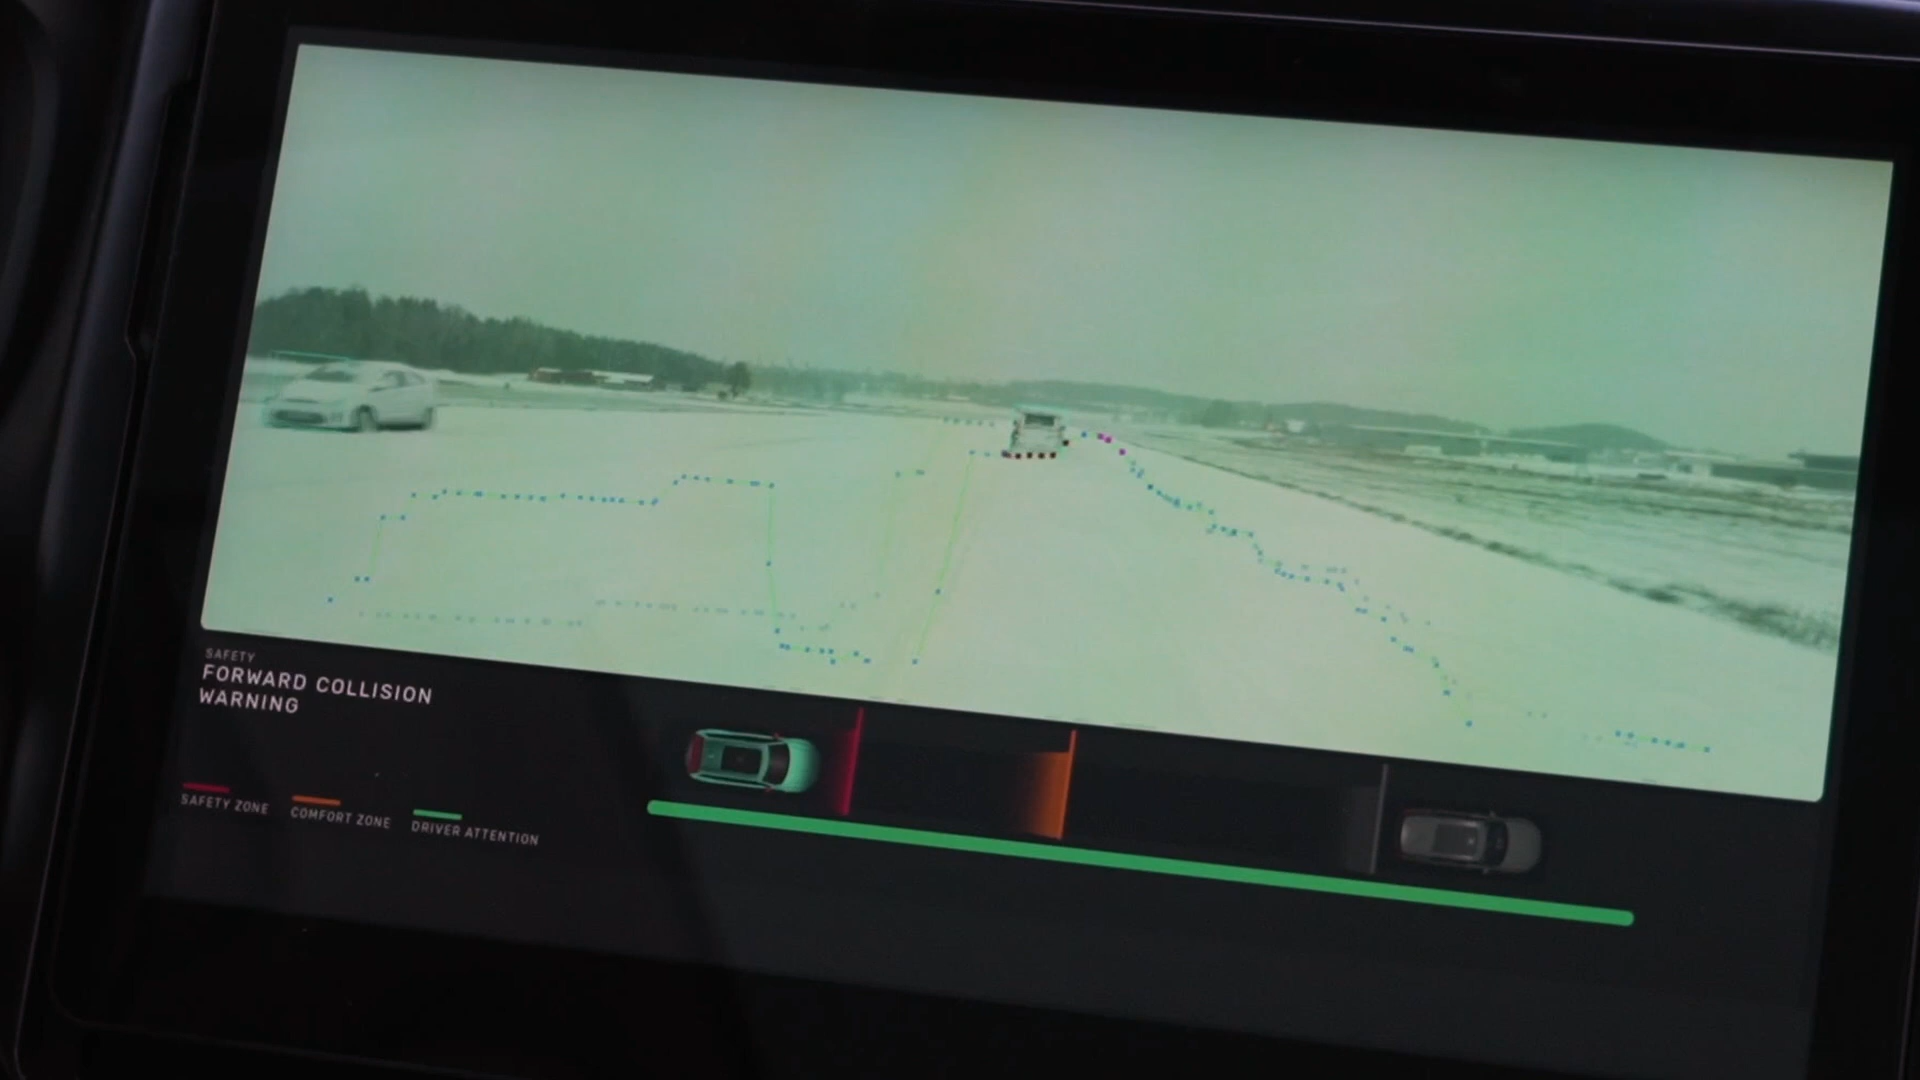 SAFETY
FORWARD COLLISION
WARNING
SAFETY ZONE
COMFORT ZONE
DRIVER ATTENTION